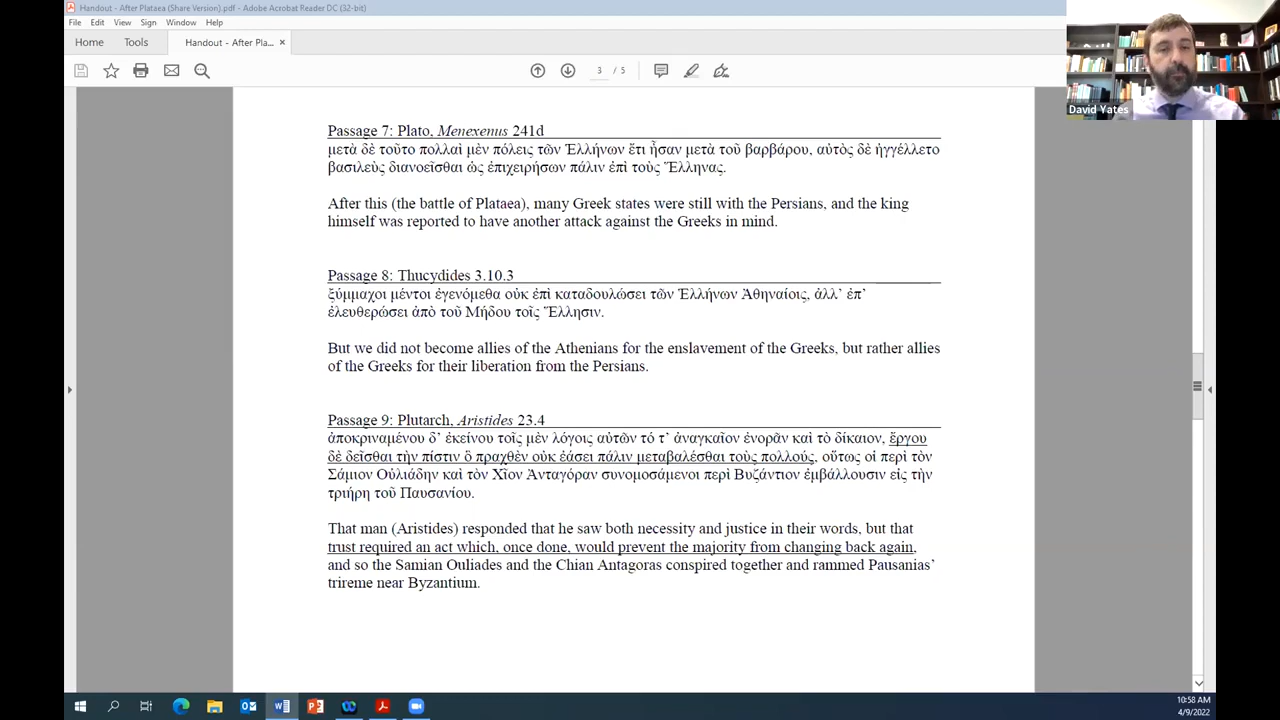 Handout - After Plataea (Share Version).pdf - Adobe Acrobat Reader DC (32-bit)
File Edit View Sign Window Help
Home Tools Handout - After Pla... ×
3 / 5
David Yates
Passage 7: Plato, Menexenus 241d
μετὰ δὲ τοῦτο πολλαὶ μὲν πόλεις τῶν Ἑλλήνων ἔτι ἦσαν μετὰ τοῦ βαρβάρου, αὐτὸς δὲ ἠγγέλλετο
βασιλεὺς διανοεῖσθαι ὡς ἐπιχειρήσων πάλιν ἐπὶ τοὺς Ἕλληνας.
After this (the battle of Plataea), many Greek states were still with the Persians, and the king
himself was reported to have another attack against the Greeks in mind.
Passage 8: Thucydides 3.10.3
ξύμμαχοι μέντοι ἐγενόμεθα οὐκ ἐπὶ καταδουλώσει τῶν Ἑλλήνων Ἀθηναίοις, ἀλλ’ ἐπ’
ἐλευθερώσει ἀπὸ τοῦ Μήδου τοῖς Ἕλλησιν.
But we did not become allies of the Athenians for the enslavement of the Greeks, but rather allies
of the Greeks for their liberation from the Persians.
Passage 9: Plutarch, Aristides 23.4
ἀποκριναμένου δ’ ἐκείνου τοῖς μὲν λόγοις αὐτῶν τό τ’ ἀναγκαῖον ἐνορᾶν καὶ τὸ δίκαιον, ἔργου
δὲ δεῖσθαι τὴν πίστιν ὃ πραχθὲν οὐκ ἐάσει πάλιν μεταβαλέσθαι τοὺς πολλούς, οὕτως οἱ περὶ τὸν
Σάμιον Οὐλιάδην καὶ τὸν Χῖον Ἀνταγόραν συνομοσάμενοι περὶ Βυζάντιον ἐμβάλλουσιν εἰς τὴν
τριήρη τοῦ Παυσανίου.
That man (Aristides) responded that he saw both necessity and justice in their words, but that
trust required an act which, once done, would prevent the majority from changing back again,
and so the Samian Ouliades and the Chian Antagoras conspired together and rammed Pausanias’
trireme near Byzantium.
10:58 AM
4/9/2022